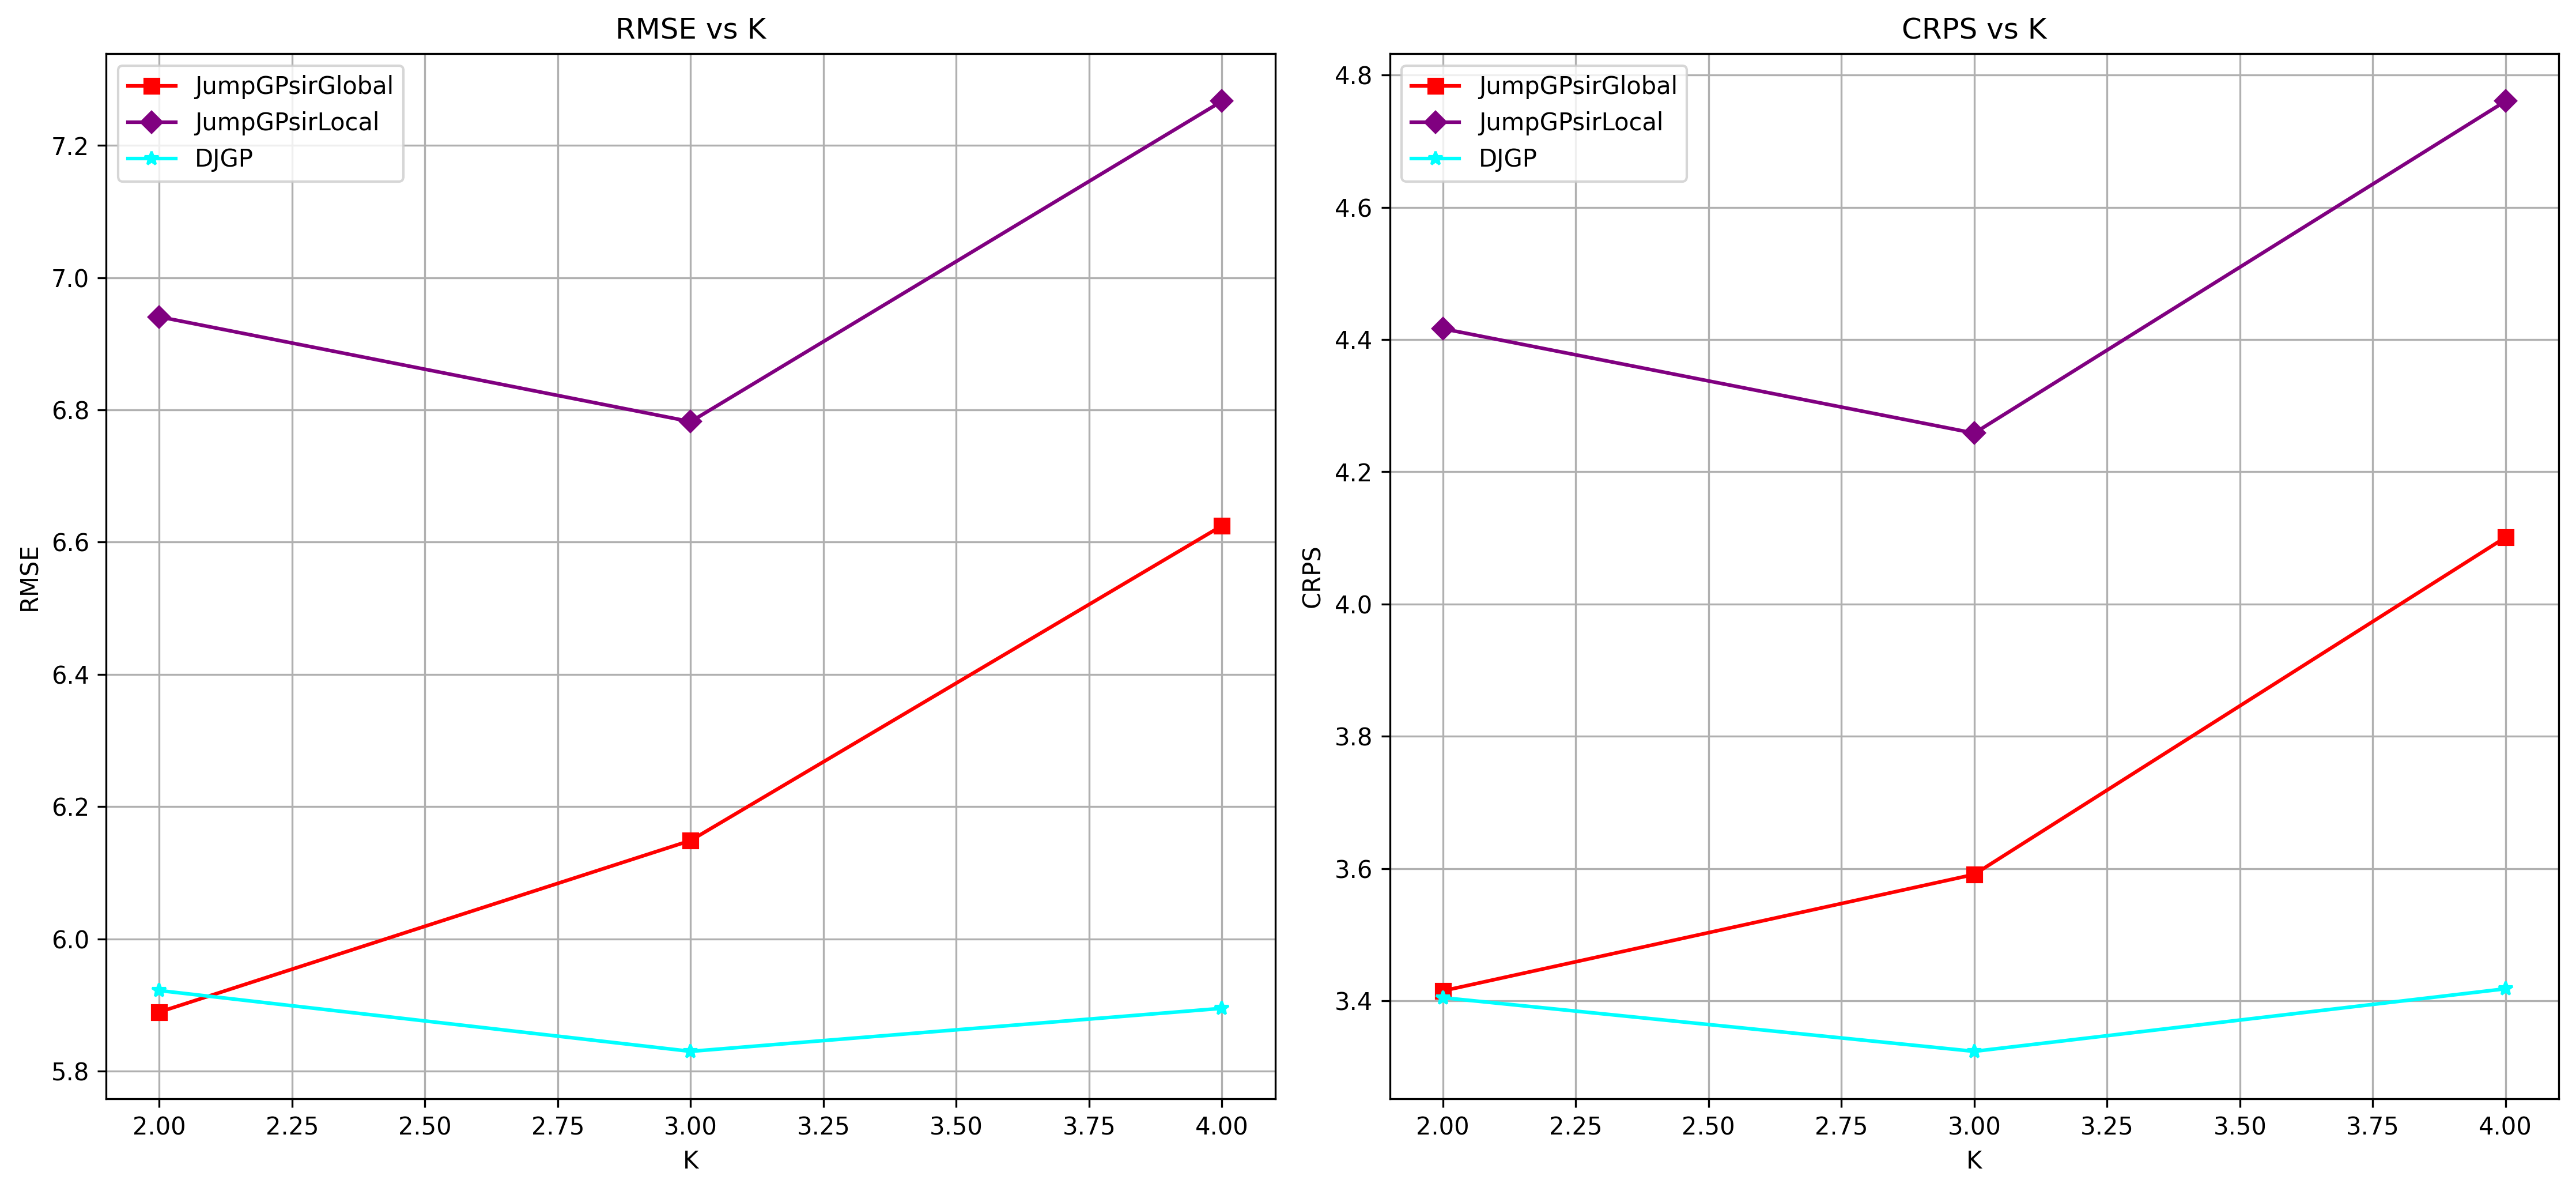 RMSE vs K
JumpGPsirGlobal
JumpGPsirLocal
DJGP
7.2
7.0
6.8
6.6
6.4
6.2
6.0
5.8
RMSE
2.00 2.25 2.50 2.75 3.00 3.25 3.50 3.75 4.00
K
CRPS vs K
JumpGPsirGlobal
JumpGPsirLocal
DJGP
4.8
4.6
4.4
4.2
4.0
3.8
3.6
3.4
CRPS
2.00 2.25 2.50 2.75 3.00 3.25 3.50 3.75 4.00
K